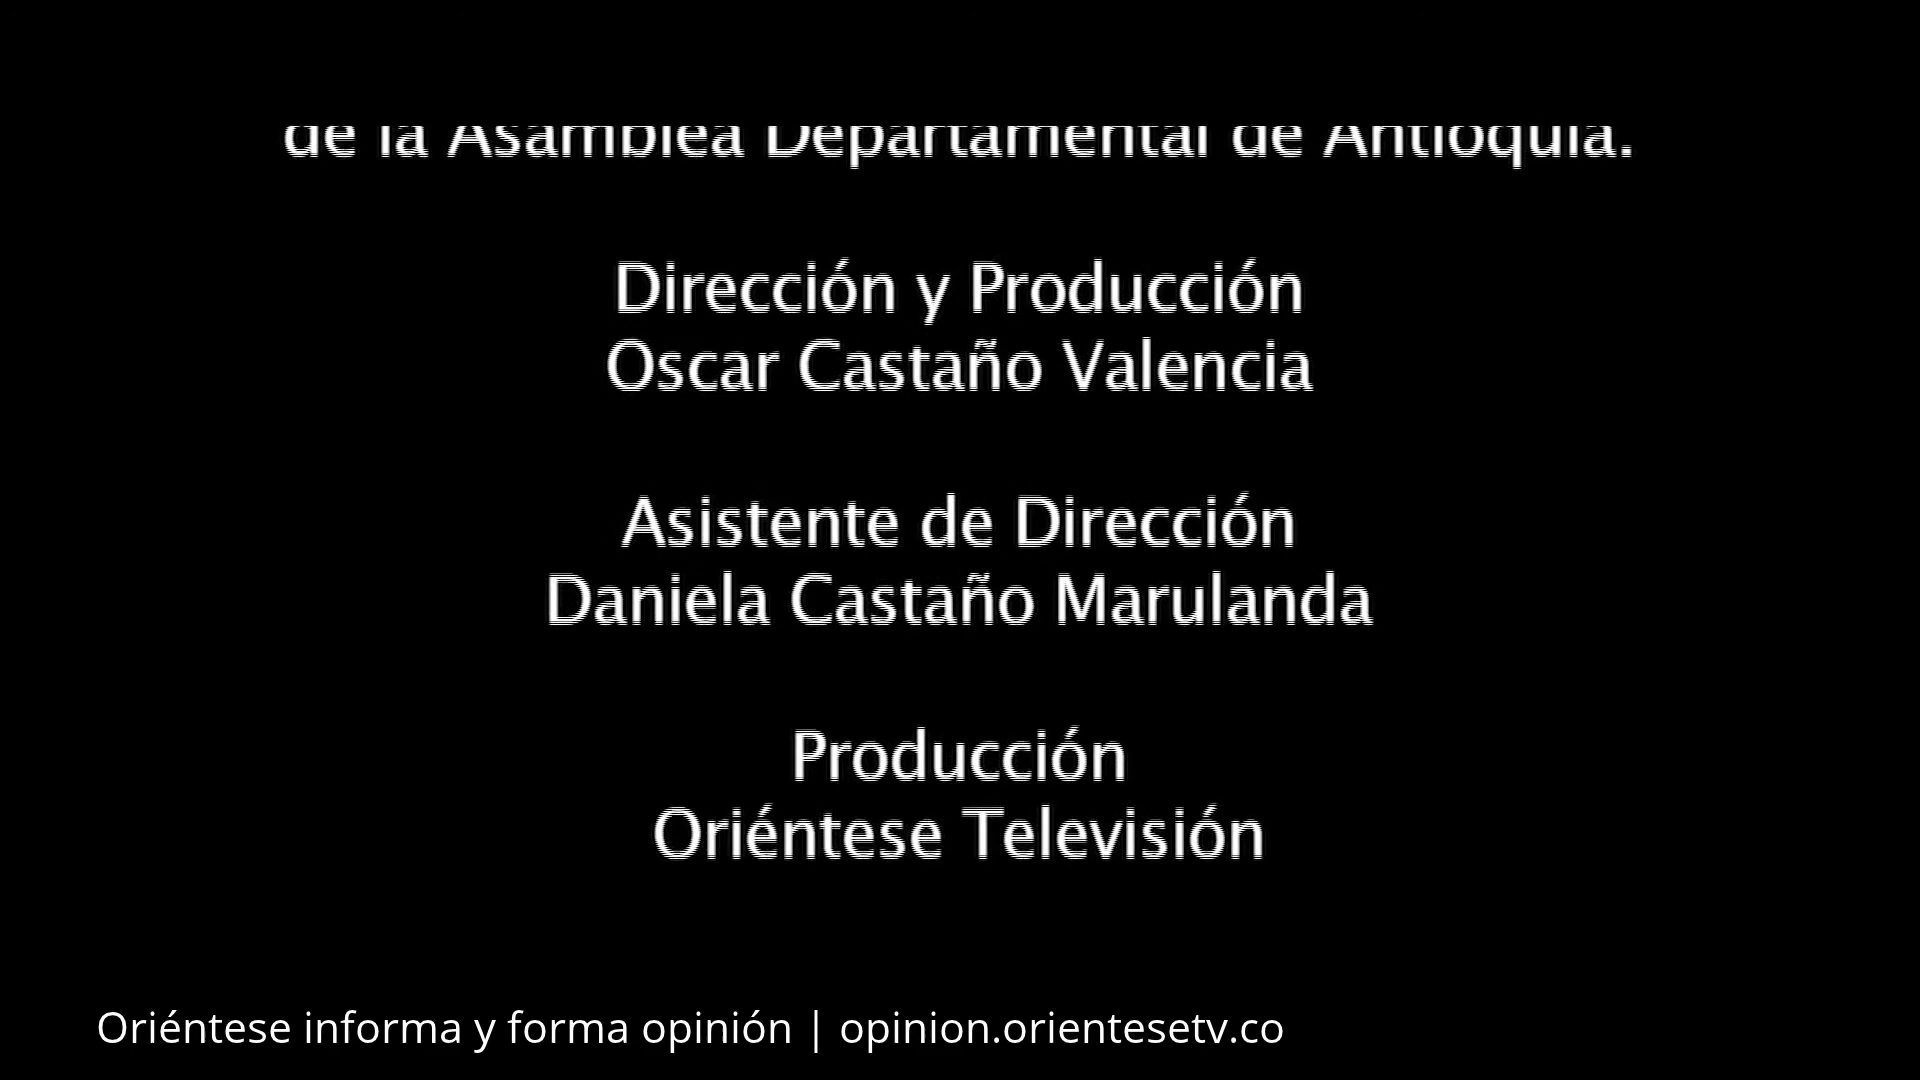 de la Asamblea Departamental de Antioquia.
Dirección y Producción
Oscar Castaño Valencia
Asistente de Dirección
Daniela Castaño Marulanda
Producción
Oriéntese Televisión
Oriéntese informa y forma opinión | opinion.orientesetv.co